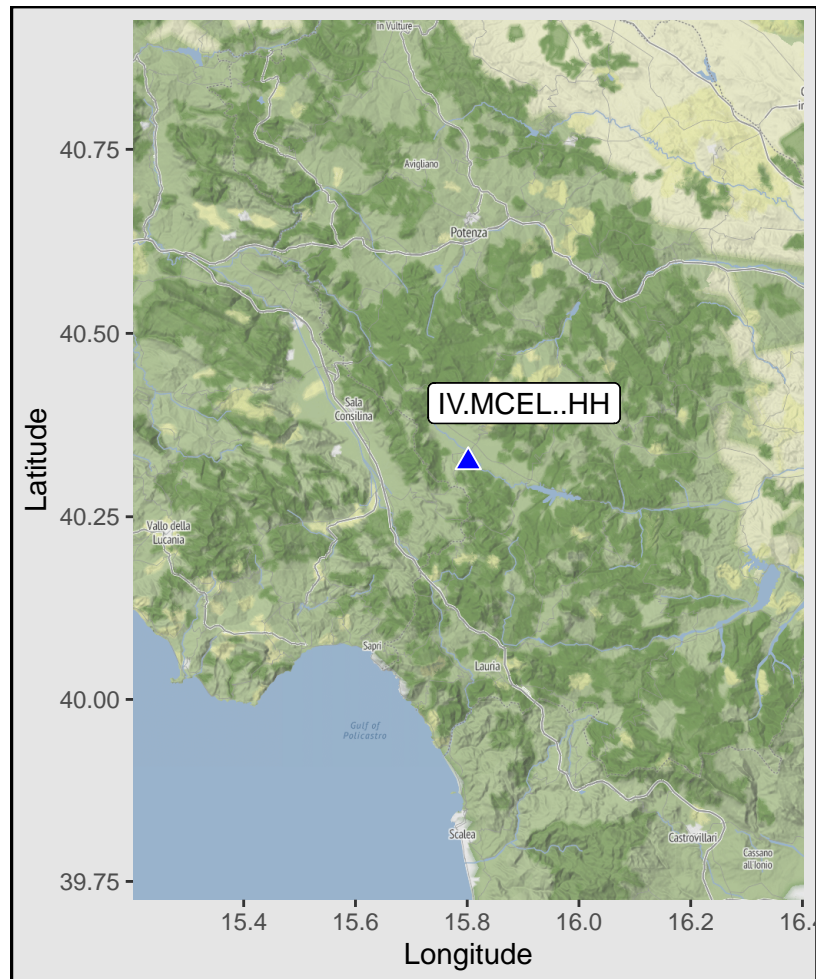 in Vulture
Avigliano
Potenza
IV.MCEL..HH
Sala
Consilina
Vallo della
Lucania
Sapri
Lauria
Gulf of
Policastro
Scalea
Castrovillari
Cassano
all'Ionio
40.75
40.50
40.25
40.00
39.75
Latitude
15.4 15.6 15.8 16.0 16.2 16.4
Longitude